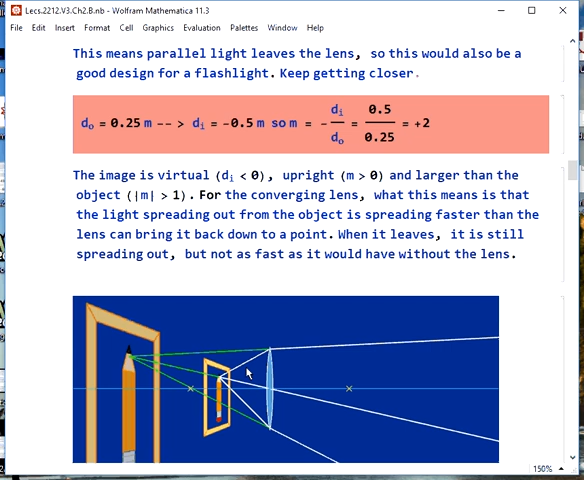 Lecs.2212.V3.Ch2.B.nb - Wolfram Mathematica 11.3
File Edit Insert Format Cell Graphics Evaluation Palettes Window Help
This means parallel light leaves the lens, so this would also be a
good design for a flashlight. Keep getting closer.
dₒ = 0.25 m -- > dᵢ = -0.5 m so m = - dᵢ/dₒ = 0.5/0.25 = +2
The image is virtual (dᵢ < 0), upright (m > 0) and larger than the
object (|m| > 1). For the converging lens, what this means is that
the light spreading out from the object is spreading faster than the
lens can bring it back down to a point. When it leaves, it is still
spreading out, but not as fast as it would have without the lens.
150%